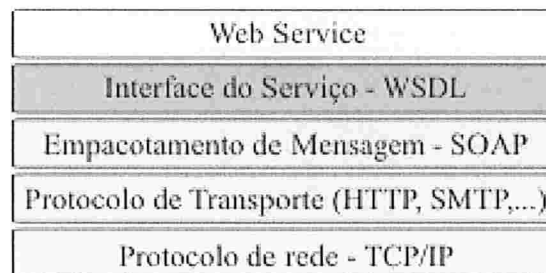 Web Service
Interface do Serviço - WSDL
Empacotamento de Mensagem - SOAP
Protocolo de Transporte (HTTP, SMTP,...)
Protocolo de rede - TCP/IP